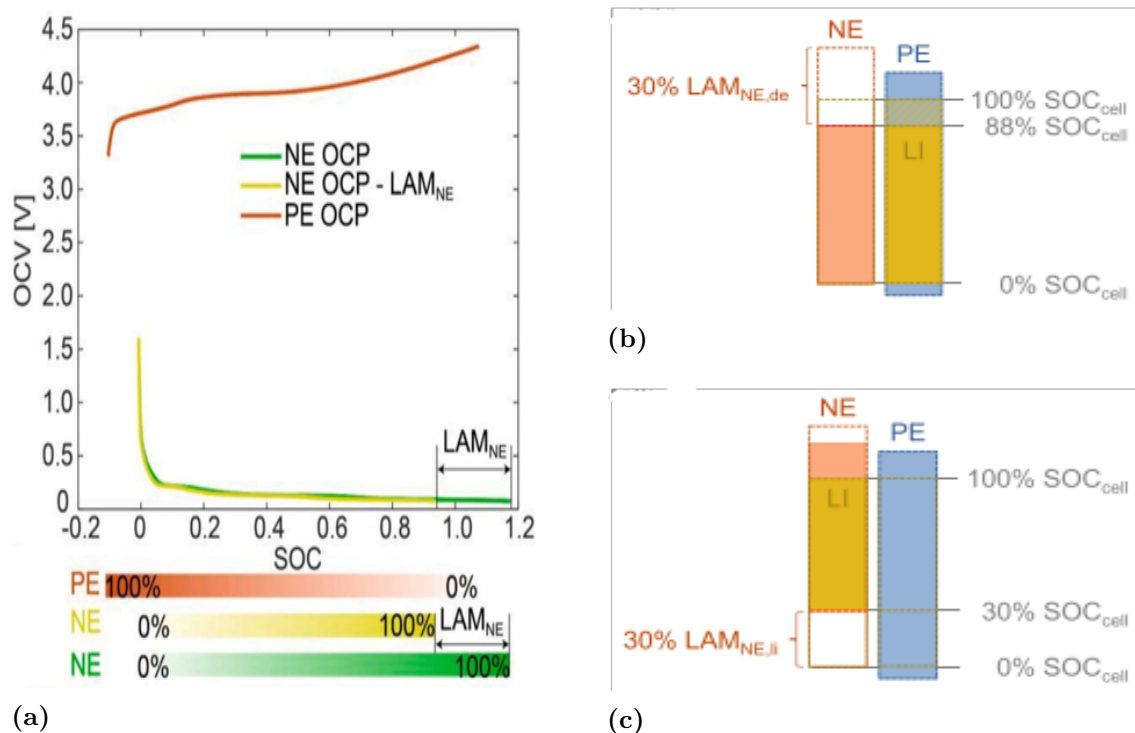 4.5
4.0
3.5
3.0
2.5
2.0
1.5
1.0
0.5
0
OCV [V]
NE OCP
NE OCP - LAM_NE
PE OCP
LAM_NE
-0.2 0 0.2 0.4 0.6 0.8 1.0 1.2
SOC
PE 100% 0%
NE 0% 100% LAM_NE
NE 0% 100%
(a)
NE
PE
30% LAM_NE,de
100% SOC_cell
88% SOC_cell
LI
0% SOC_cell
(b)
NE
PE
100% SOC_cell
LI
30% SOC_cell
30% LAM_NE,li
0% SOC_cell
(c)